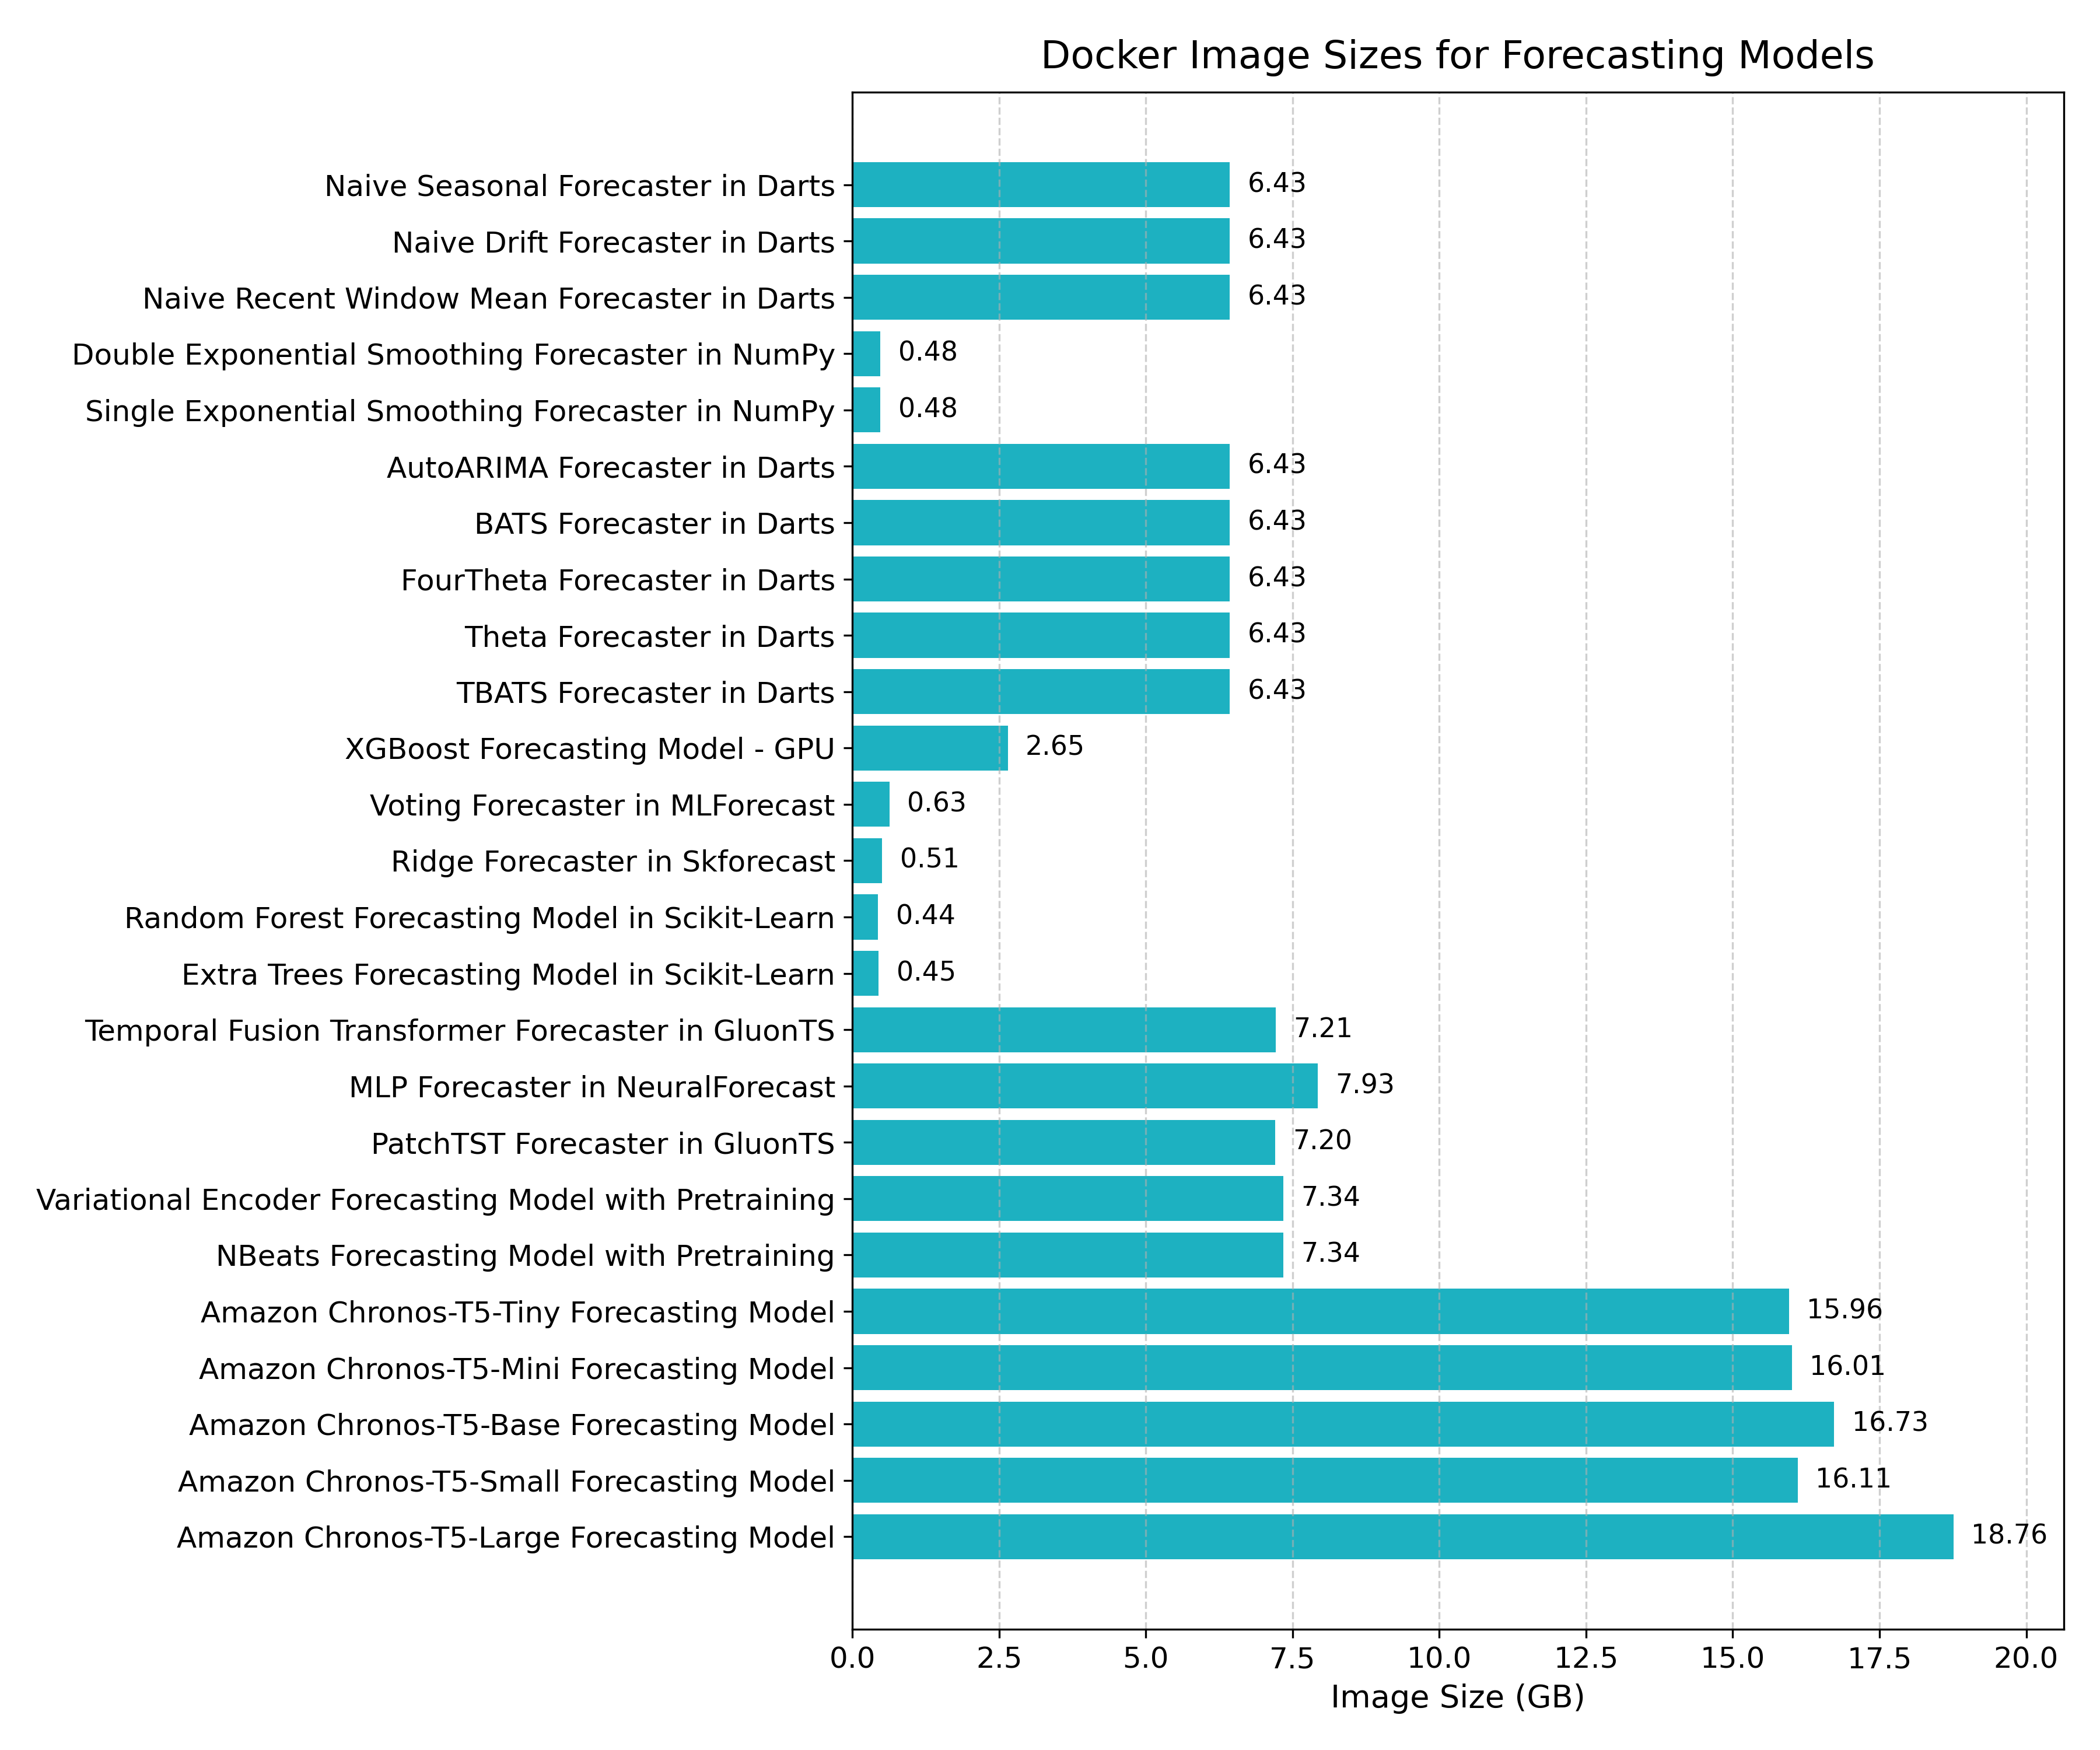 Docker Image Sizes for Forecasting Models
Naive Seasonal Forecaster in Darts 6.43
Naive Drift Forecaster in Darts 6.43
Naive Recent Window Mean Forecaster in Darts 6.43
Double Exponential Smoothing Forecaster in NumPy 0.48
Single Exponential Smoothing Forecaster in NumPy 0.48
AutoARIMA Forecaster in Darts 6.43
BATS Forecaster in Darts 6.43
FourTheta Forecaster in Darts 6.43
Theta Forecaster in Darts 6.43
TBATS Forecaster in Darts 6.43
XGBoost Forecasting Model - GPU 2.65
Voting Forecaster in MLForecast 0.63
Ridge Forecaster in Skforecast 0.51
Random Forest Forecasting Model in Scikit-Learn 0.44
Extra Trees Forecasting Model in Scikit-Learn 0.45
Temporal Fusion Transformer Forecaster in GluonTS 7.21
MLP Forecaster in NeuralForecast 7.93
PatchTST Forecaster in GluonTS 7.20
Variational Encoder Forecasting Model with Pretraining 7.34
NBeats Forecasting Model with Pretraining 7.34
Amazon Chronos-T5-Tiny Forecasting Model 15.96
Amazon Chronos-T5-Mini Forecasting Model 16.01
Amazon Chronos-T5-Base Forecasting Model 16.73
Amazon Chronos-T5-Small Forecasting Model 16.11
Amazon Chronos-T5-Large Forecasting Model 18.76
0.0 2.5 5.0 7.5 10.0 12.5 15.0 17.5 20.0
Image Size (GB)